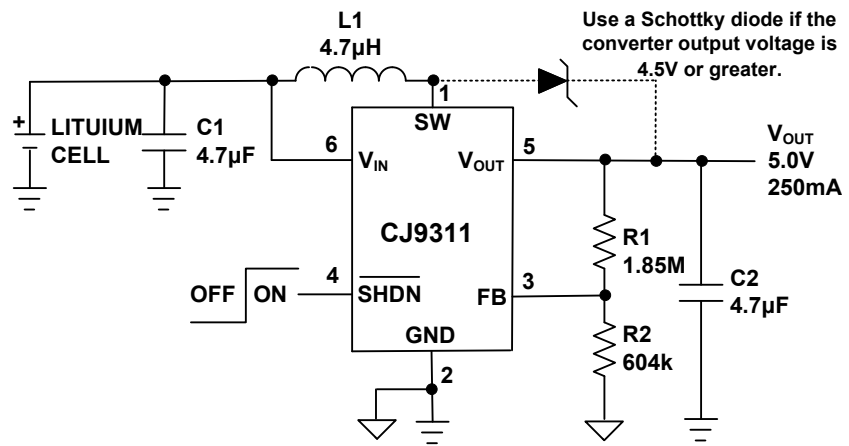 L1
4.7µH
Use a Schottky diode if the
converter output voltage is
4.5V or greater.
1
SW
+
LITUIUM
CELL
C1
4.7µF
6
VIN
VOUT
5
VOUT
5.0V
250mA
CJ9311
R1
1.85M
OFF
ON
4
SHDN
FB
3
C2
4.7µF
GND
2
R2
604k